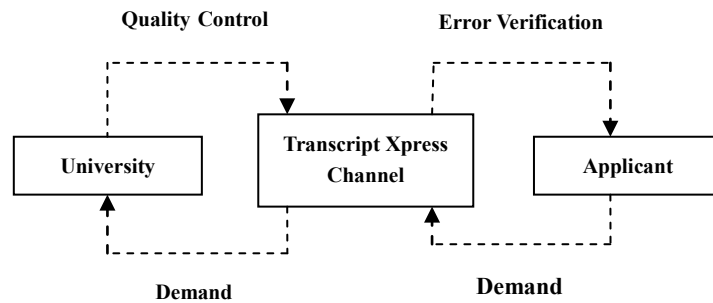 Quality Control
Error Verification
University
Transcript Xpress
Channel
Applicant
Demand
Demand